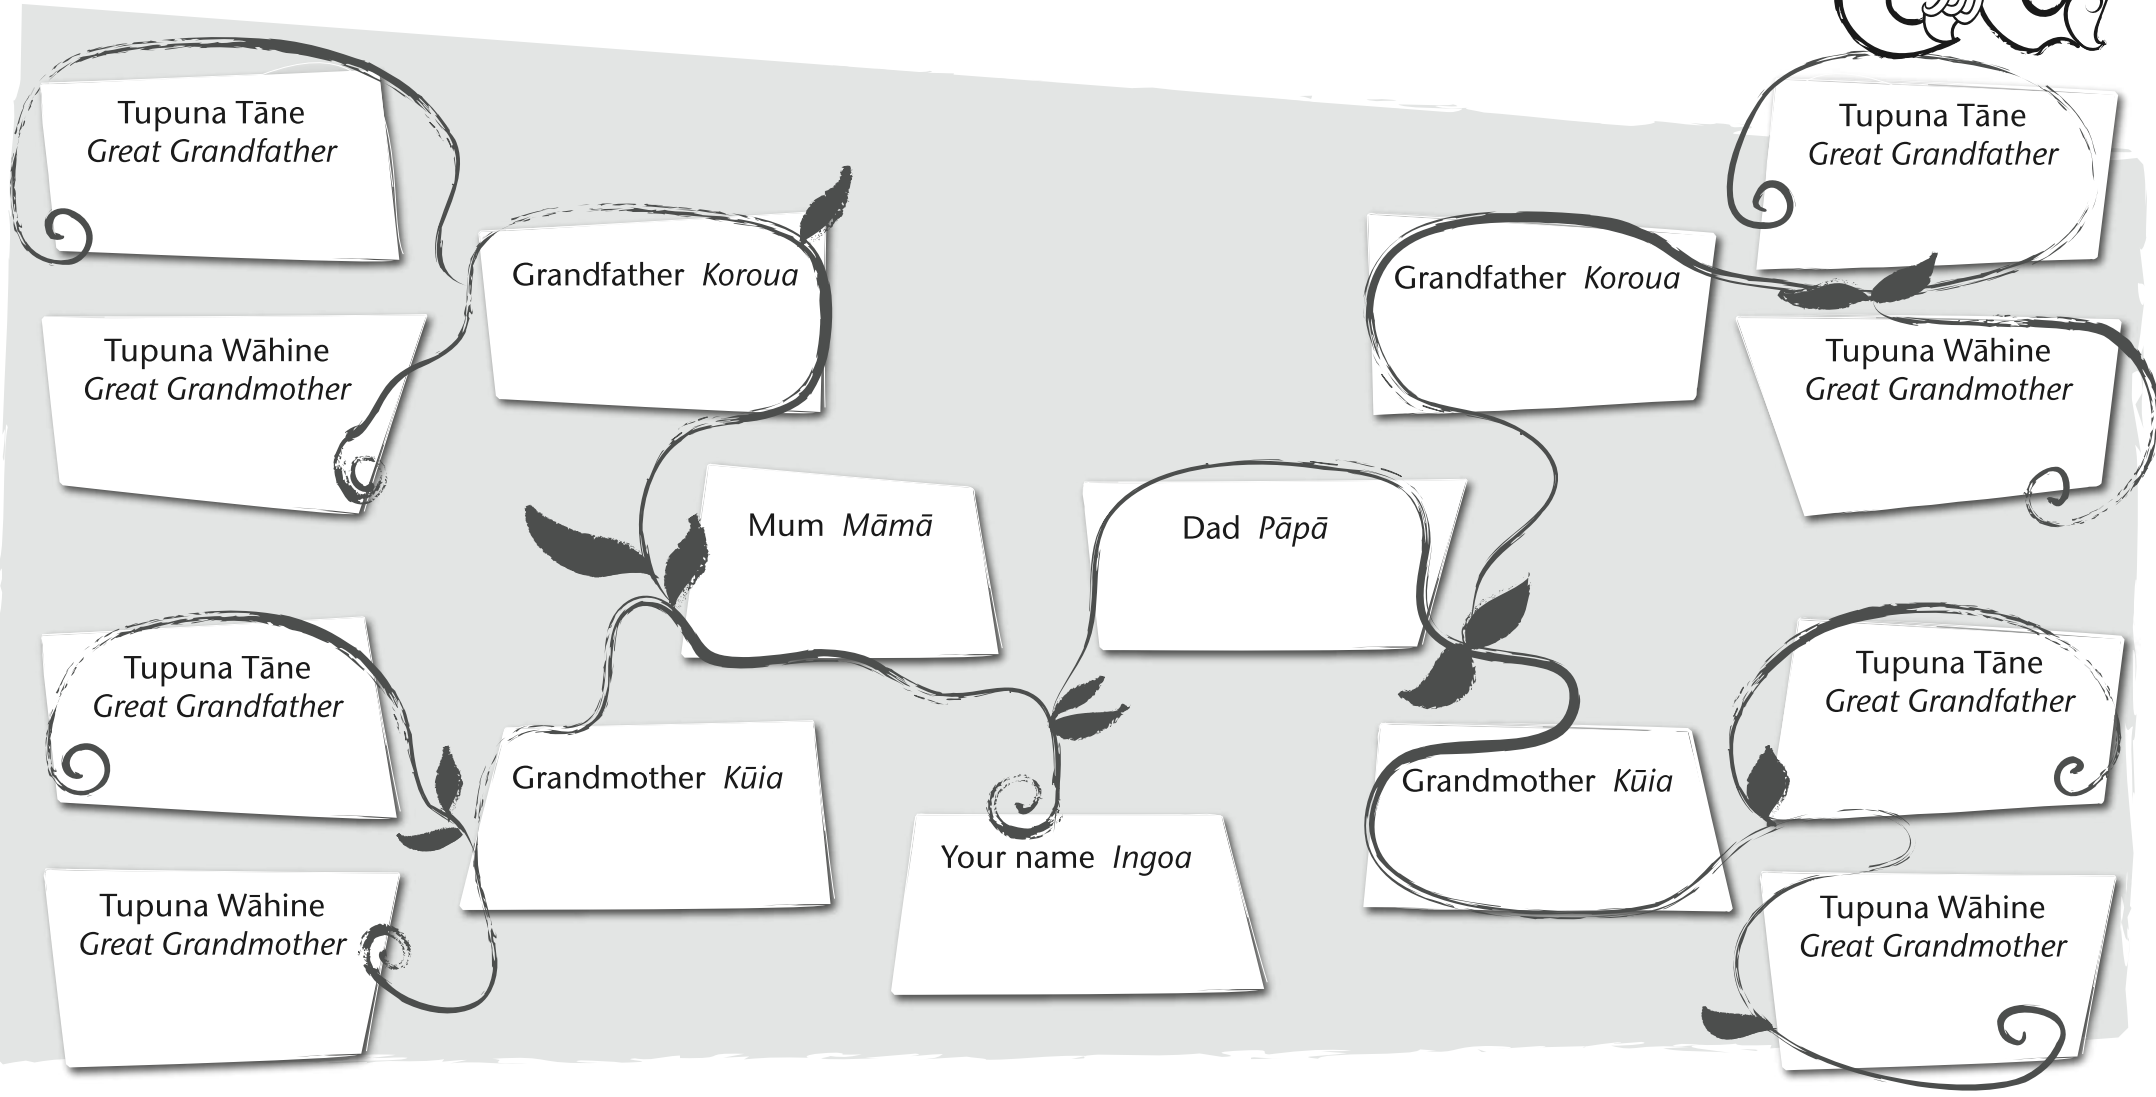 Tupuna Tāne
Great Grandfather
Tupuna Wāhine
Great Grandmother
Grandfather Koroua
Mum Māmā
Tupuna Tāne
Great Grandfather
Tupuna Wāhine
Great Grandmother
Grandmother Kūia
Your name Ingoa
Dad Pāpā
Grandfather Koroua
Tupuna Tāne
Great Grandfather
Tupuna Wāhine
Great Grandmother
Grandmother Kūia
Tupuna Tāne
Great Grandfather
Tupuna Wāhine
Great Grandmother